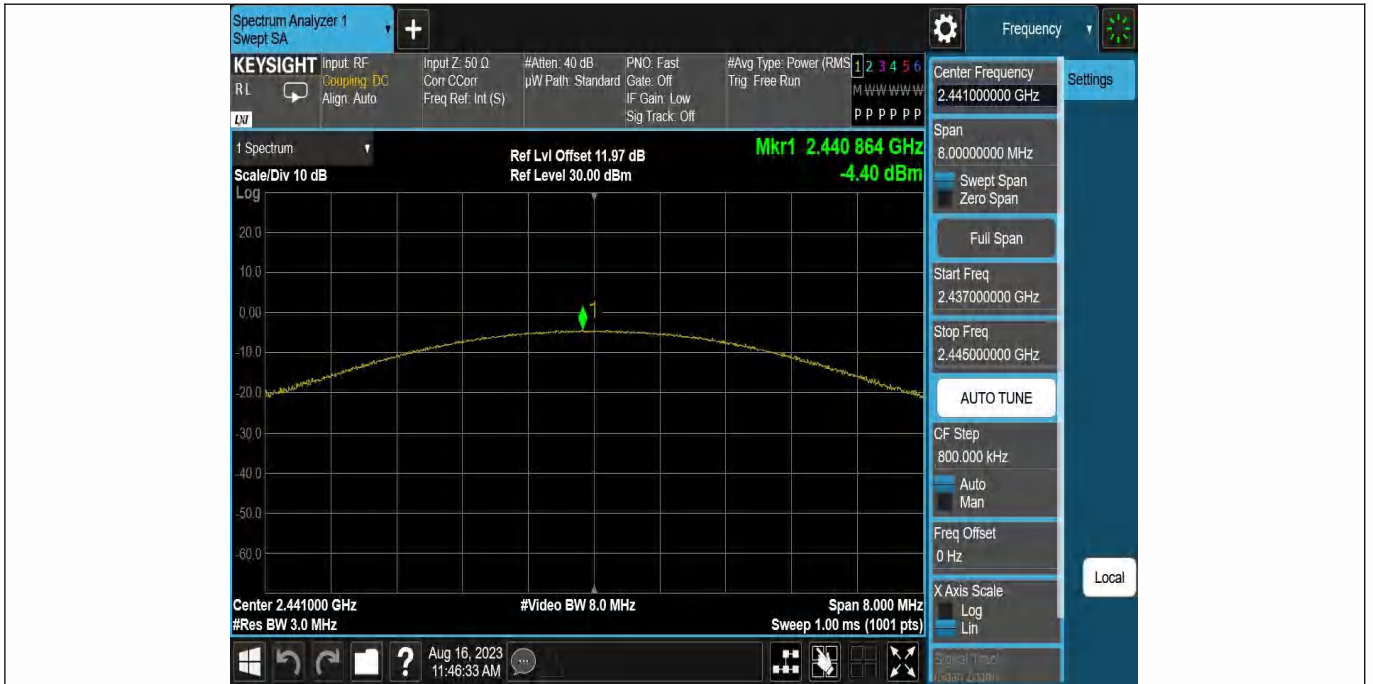 Spectrum Analyzer 1
Swept SA
+
Frequency
KEYSIGHT
RL
LXI
Input: RF
Coupling: DC
Align: Auto
Input Z: 50 Ω
Corr CCorr
Freq Ref: Int (S)
#Atten: 40 dB
µW Path: Standard
PNO: Fast
Gate: Off
IF Gain: Low
Sig Track: Off
#Avg Type: Power (RMS
Trig: Free Run
1 2 3 4 5 6
M W W W W W
P P P P P P
Center Frequency
2.441000000 GHz
Settings
1 Spectrum
Scale/Div 10 dB
Log
Ref Lvl Offset 11.97 dB
Ref Level 30.00 dBm
Mkr1 2.440 864 GHz
-4.40 dBm
20.0
10.0
0.00
-10.0
-20.0
-30.0
-40.0
-50.0
-60.0
1
Center 2.441000 GHz
#Res BW 3.0 MHz
#Video BW 8.0 MHz
Span 8.000 MHz
Sweep 1.00 ms (1001 pts)
Span
8.00000000 MHz
Swept Span
Zero Span
Full Span
Start Freq
2.437000000 GHz
Stop Freq
2.445000000 GHz
AUTO TUNE
CF Step
800.000 kHz
Auto
Man
Freq Offset
0 Hz
X Axis Scale
Log
Lin
Signal Track
(Span Zoom)
Local
?
Aug 16, 2023
11:46:33 AM